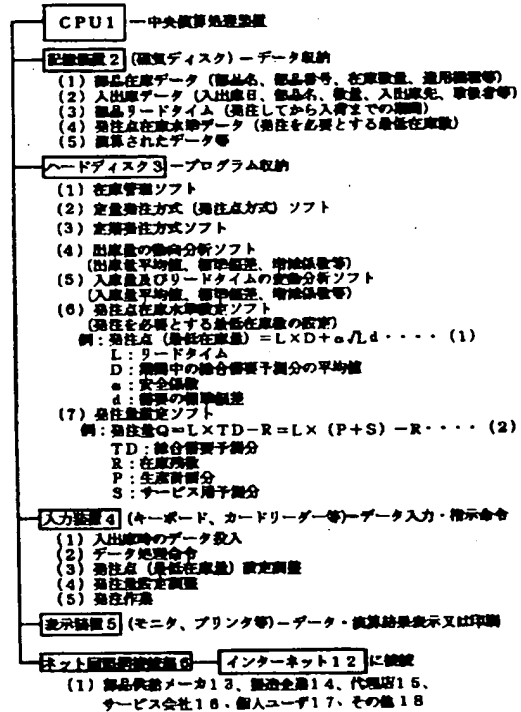 CPU1 ー中央演算処理装置
記憶装置2 (磁気ディスク) ーデータ収納
(1) 部品在庫データ (部品名、部品番号、在庫数量、適用機種等)
(2) 入出庫データ (入出庫日、部品名、数量、入出庫先、取扱者等)
(3) 部品リードタイム (発注してから入荷までの期間)
(4) 発注点在庫水準データ (発注を必要とする最低在庫数)
(5) 演算されたデータ等
ハードディスク3 ープログラム収納
(1) 在庫管理ソフト
(2) 定量発注方式 (発注点方式) ソフト
(3) 定期発注方式ソフト
(4) 出庫量の動向分析ソフト
(出庫量平均値、標準偏差、増減係数等)
(5) 入庫量及びリードタイムの変動分析ソフト
(入庫量平均値、標準偏差、増減係数等)
(6) 発注点在庫水準設定ソフト
(発注を必要とする最低在庫数の設定)
例:発注点 (最低在庫量) =L×D+α√Ld・・・・ (1)
L:リードタイム
D:期間中の総合需要予測分の平均値
α:安全係数
d:需要の標準偏差
(7) 発注量設定ソフト
例:発注量Q=L×TD-R=L× (P+S) -R・・・・ (2)
TD:総合需要予測分
R:在庫残数
P:生産計画分
S:サービス用予測分
入力装置4 (キーボード、カードリーダー等)ーデータ入力・指示命令
(1) 入出庫時のデータ投入
(2) データ処理命令
(3) 発注点 (最低在庫量) 設定調整
(4) 発注量設定調整
(5) 発注作業
表示装置5 (モニタ、プリンタ等)ーデータ・演算結果表示又は印刷
ネット 6 インターネット12 に接続
(1) 部品供給メーカ13、製造企業14、代理店15、
サービス会社16、個人ユーザ17、その他18